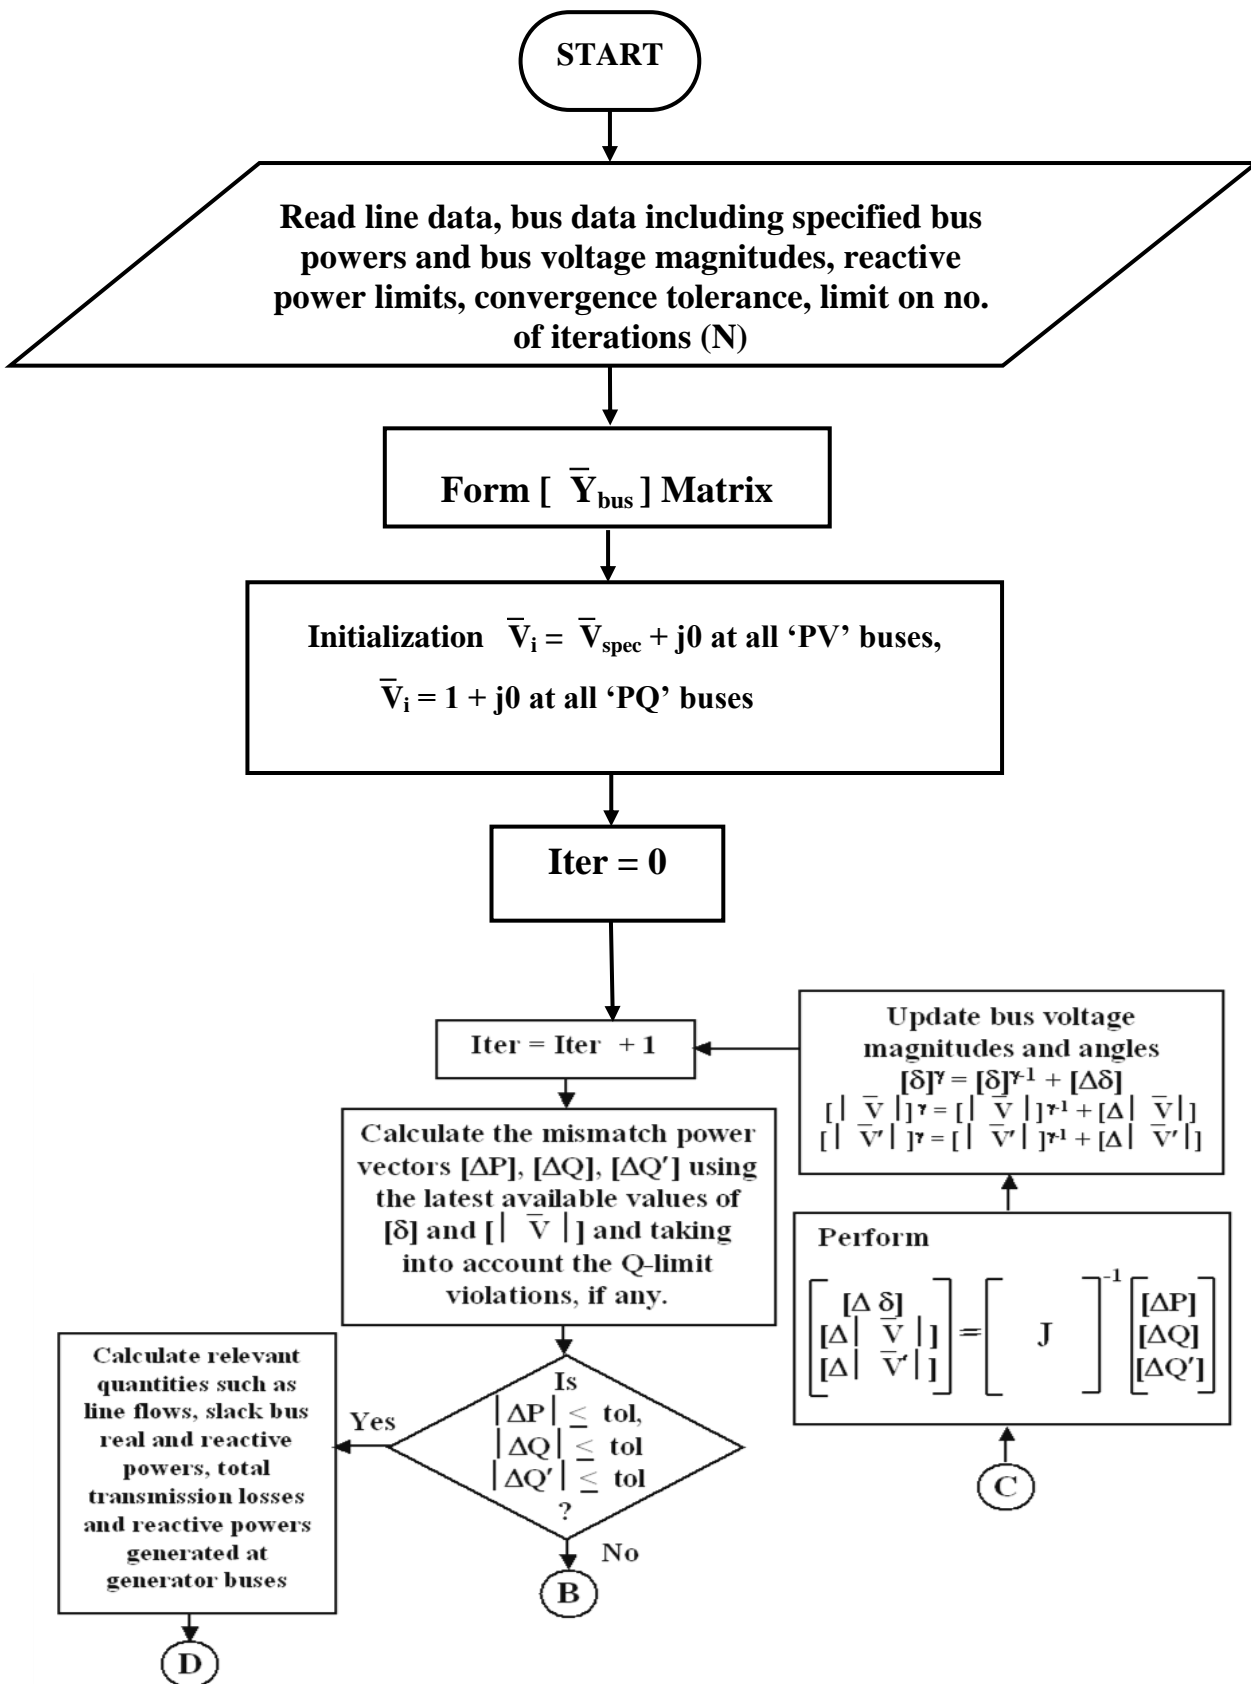 START
Read line data, bus data including specified bus
powers and bus voltage magnitudes, reactive
power limits, convergence tolerance, limit on no.
of iterations (N)
Form [ Y̅bus ] Matrix
Initialization V̅i = V̅spec + j0 at all ‘PV’ buses,
V̅i = 1 + j0 at all ‘PQ’ buses
Iter = 0
Iter = Iter + 1
Update bus voltage
magnitudes and angles
[δ]ᵞ = [δ]ᵞ⁻¹ + [Δδ]
[| V̅ |]ᵞ = [| V̅ |]ᵞ⁻¹ + [Δ| V̅|]
[| V̅′| ]ᵞ = [| V̅′| ]ᵞ⁻¹ + [Δ| V̅′|]
Calculate the mismatch power
vectors [ΔP], [ΔQ], [ΔQ′] using
the latest available values of
[δ] and [| V̅ |] and taking
into account the Q-limit
violations, if any.
Perform
[Δ δ]
[Δ| V̅ |]
[Δ| V̅′|]
=
J
-1
[ΔP]
[ΔQ]
[ΔQ′]
C
Is
|ΔP| ≤ tol,
|ΔQ| ≤ tol
|ΔQ′| ≤ tol
?
Yes
No
B
Calculate relevant
quantities such as
line flows, slack bus
real and reactive
powers, total
transmission losses
and reactive powers
generated at
generator buses
D